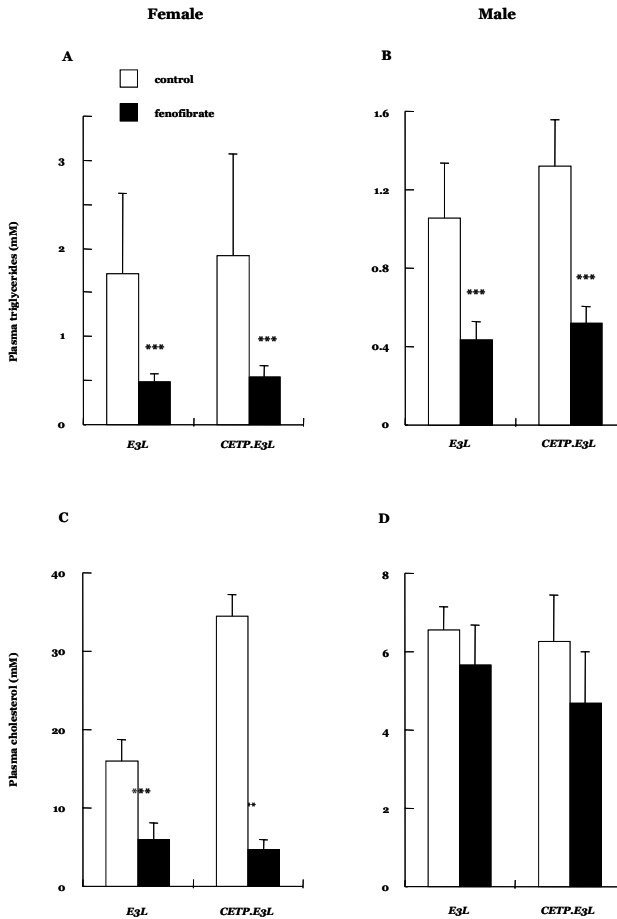 Female
Male
A
B
control
fenofibrate
Plasma triglycerides (mM)
3
2
1
0
***
***
E3L
CETP.E3L
1.6
1.2
0.8
0.4
0
***
***
E3L
CETP.E3L
C
D
Plasma cholesterol (mM)
40
30
20
10
0
***
**
E3L
CETP.E3L
8
6
4
2
0
E3L
CETP.E3L